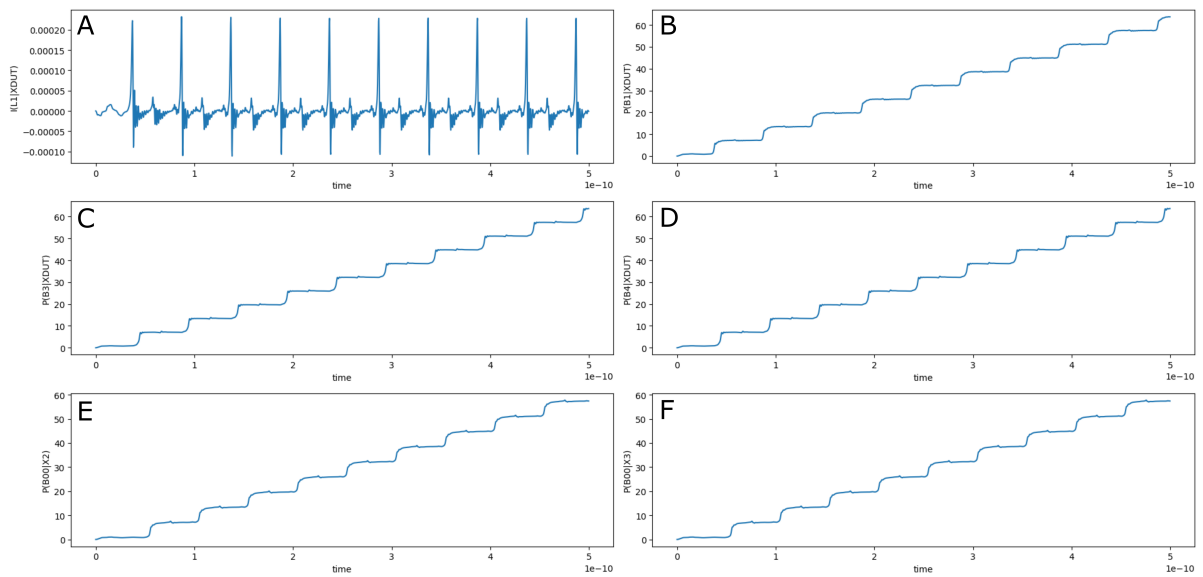 A
I(L1|XDUT)
0.00020
0.00015
0.00010
0.00005
0.00000
−0.00005
−0.00010
0 1 2 3 4 5
time
1e−10
B
P(B1|XDUT)
60
50
40
30
20
10
0
0 1 2 3 4 5
time
1e−10
C
P(B3|XDUT)
60
50
40
30
20
10
0
0 1 2 3 4 5
time
1e−10
D
P(B4|XDUT)
60
50
40
30
20
10
0
0 1 2 3 4 5
time
1e−10
E
P(B00|X2)
60
50
40
30
20
10
0
0 1 2 3 4 5
time
1e−10
F
P(B00|X3)
60
50
40
30
20
10
0
0 1 2 3 4 5
time
1e−10